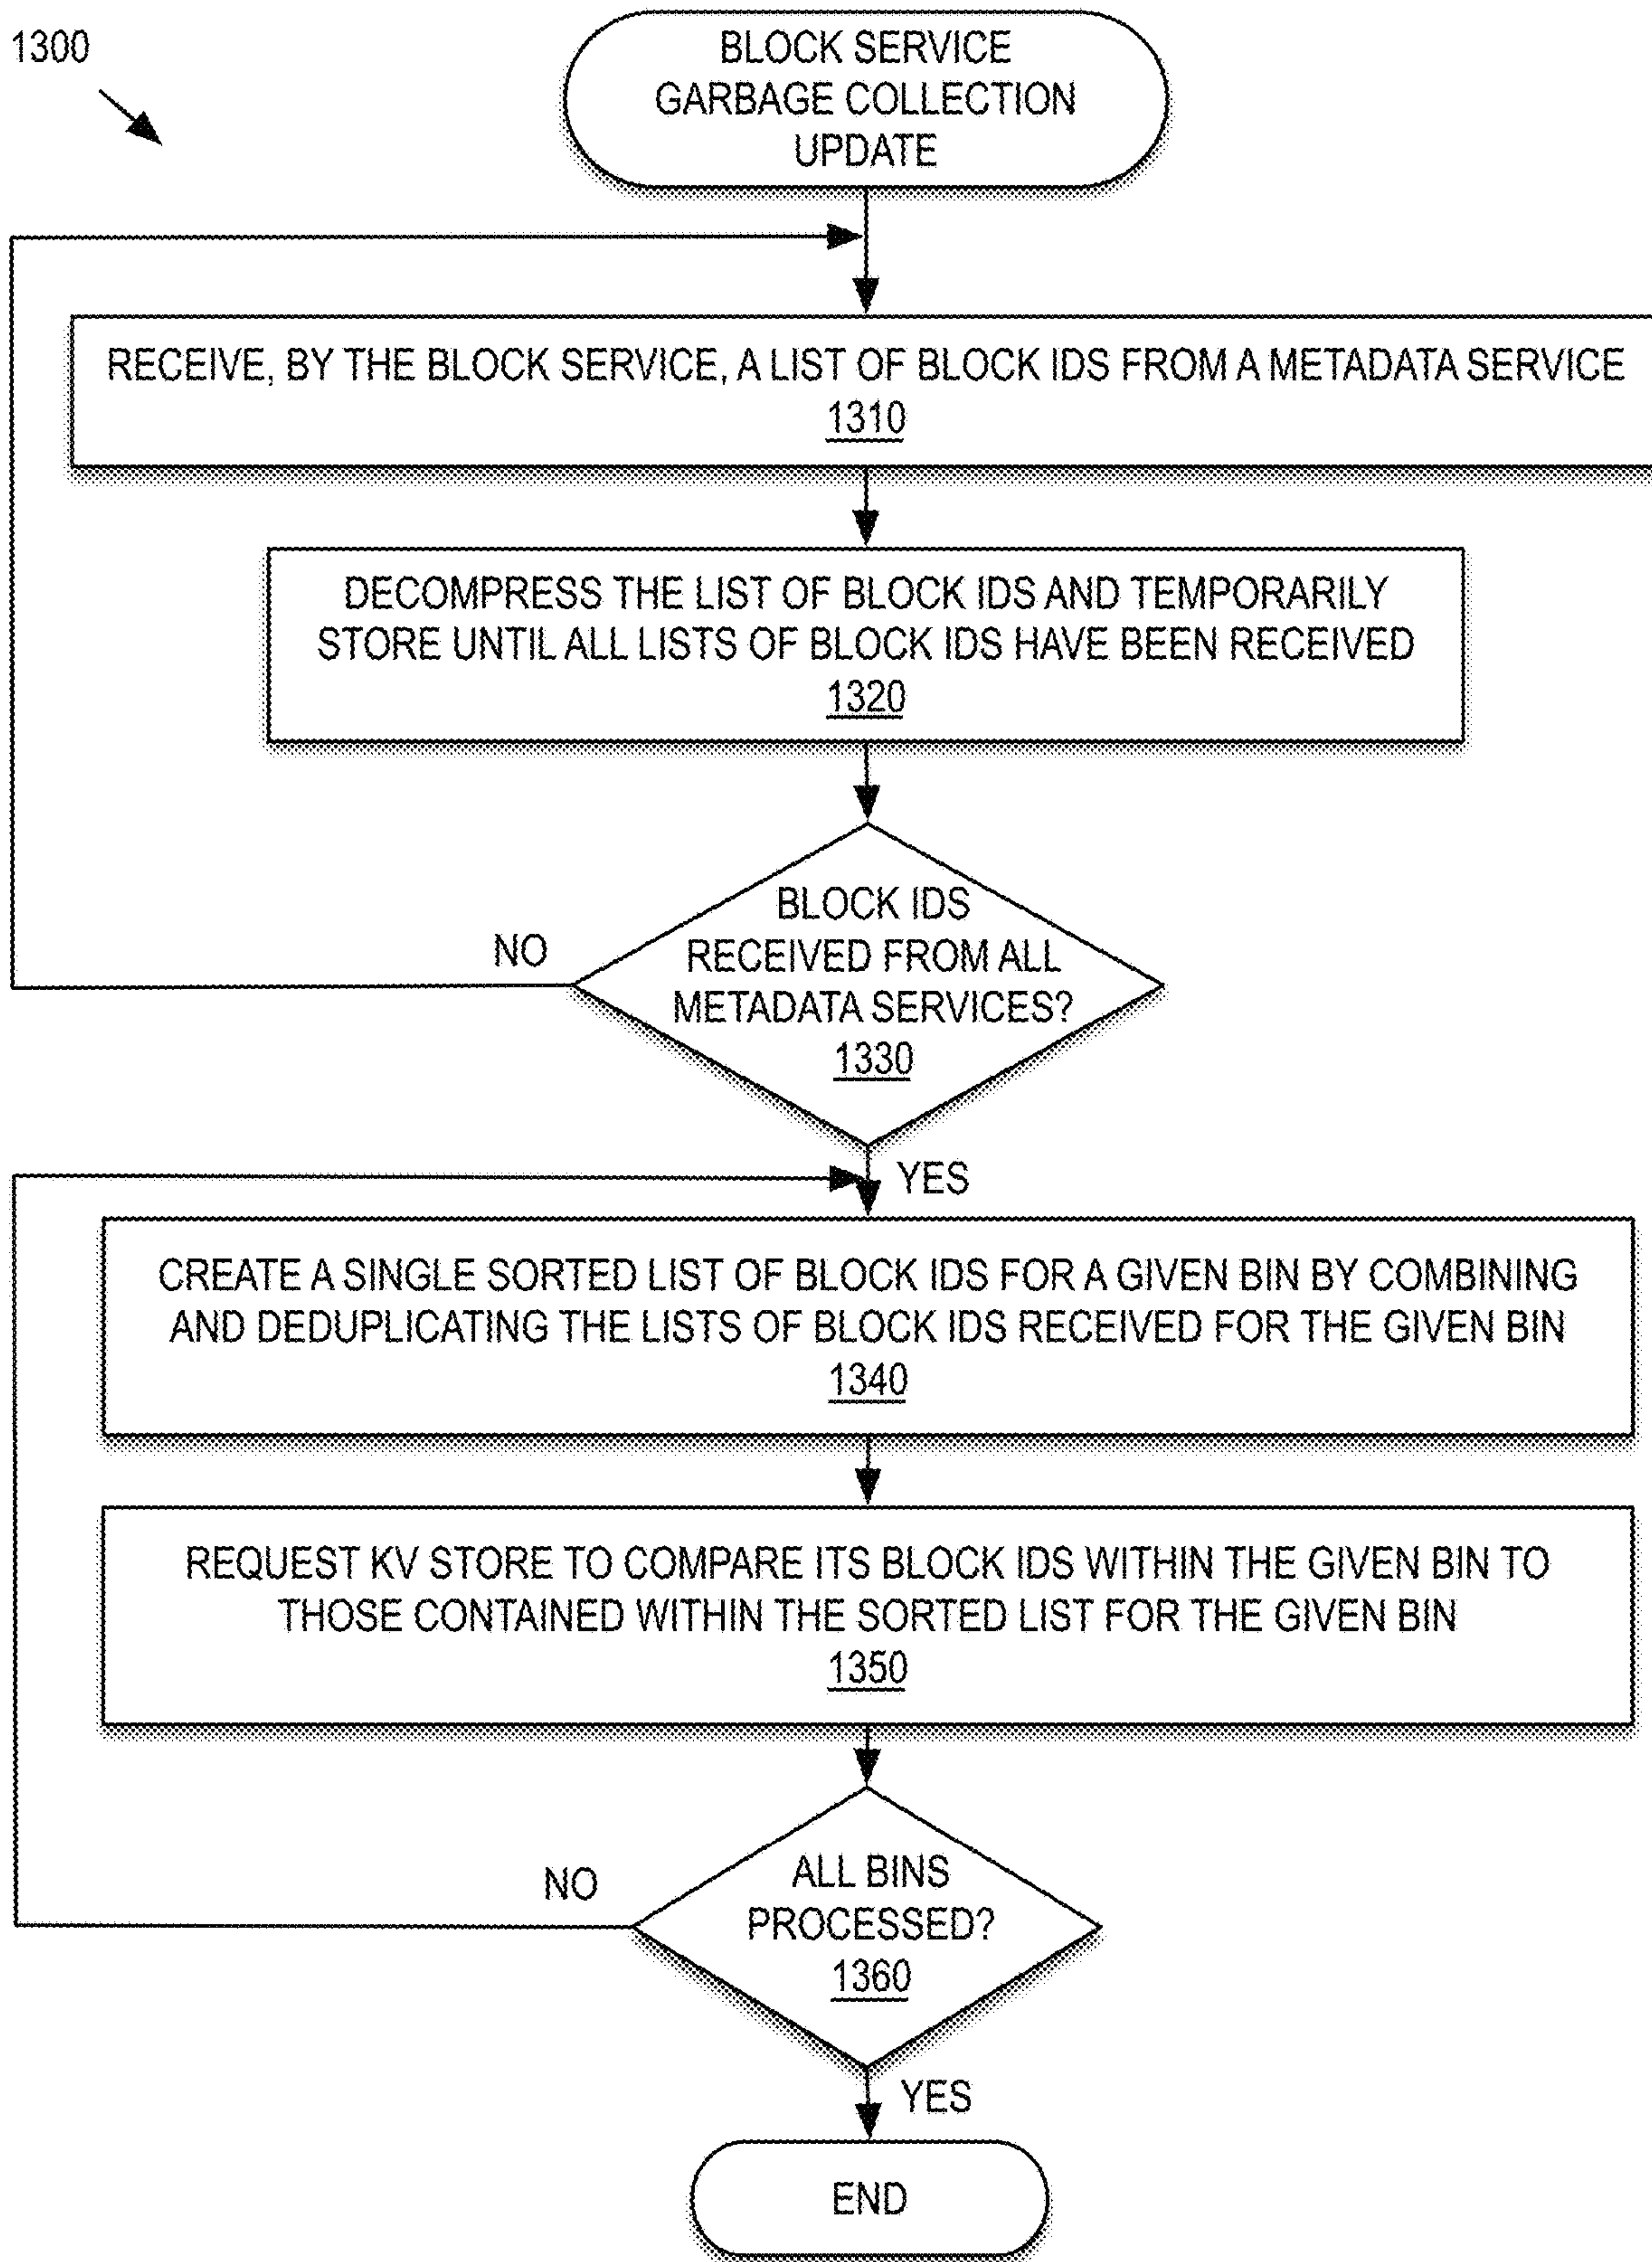 1300
BLOCK SERVICE
GARBAGE COLLECTION
UPDATE
RECEIVE, BY THE BLOCK SERVICE, A LIST OF BLOCK IDS FROM A METADATA SERVICE
1310
DECOMPRESS THE LIST OF BLOCK IDS AND TEMPORARILY
STORE UNTIL ALL LISTS OF BLOCK IDS HAVE BEEN RECEIVED
1320
BLOCK IDS
RECEIVED FROM ALL
METADATA SERVICES?
1330
NO
YES
CREATE A SINGLE SORTED LIST OF BLOCK IDS FOR A GIVEN BIN BY COMBINING
AND DEDUPLICATING THE LISTS OF BLOCK IDS RECEIVED FOR THE GIVEN BIN
1340
REQUEST KV STORE TO COMPARE ITS BLOCK IDS WITHIN THE GIVEN BIN TO
THOSE CONTAINED WITHIN THE SORTED LIST FOR THE GIVEN BIN
1350
ALL BINS
PROCESSED?
1360
NO
YES
END